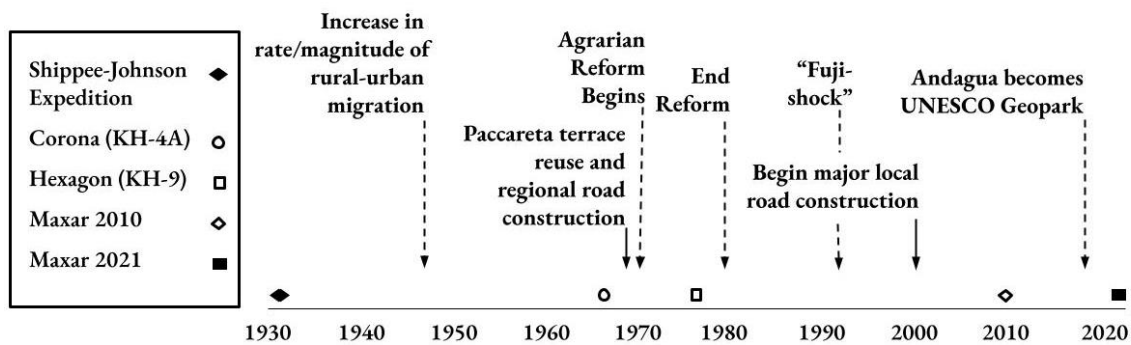 Shippee-Johnson
Expedition
Corona (KH-4A)
Hexagon (KH-9)
Maxar 2010
Maxar 2021
Increase in
rate/magnitude of
rural-urban
migration
Agrarian
Reform
Begins
Paccareta terrace
reuse and
regional road
construction
End
Reform
“Fuji-
shock”
Begin major local
road construction
Andagua becomes
UNESCO Geopark
1930 1940 1950 1960 1970 1980 1990 2000 2010 2020